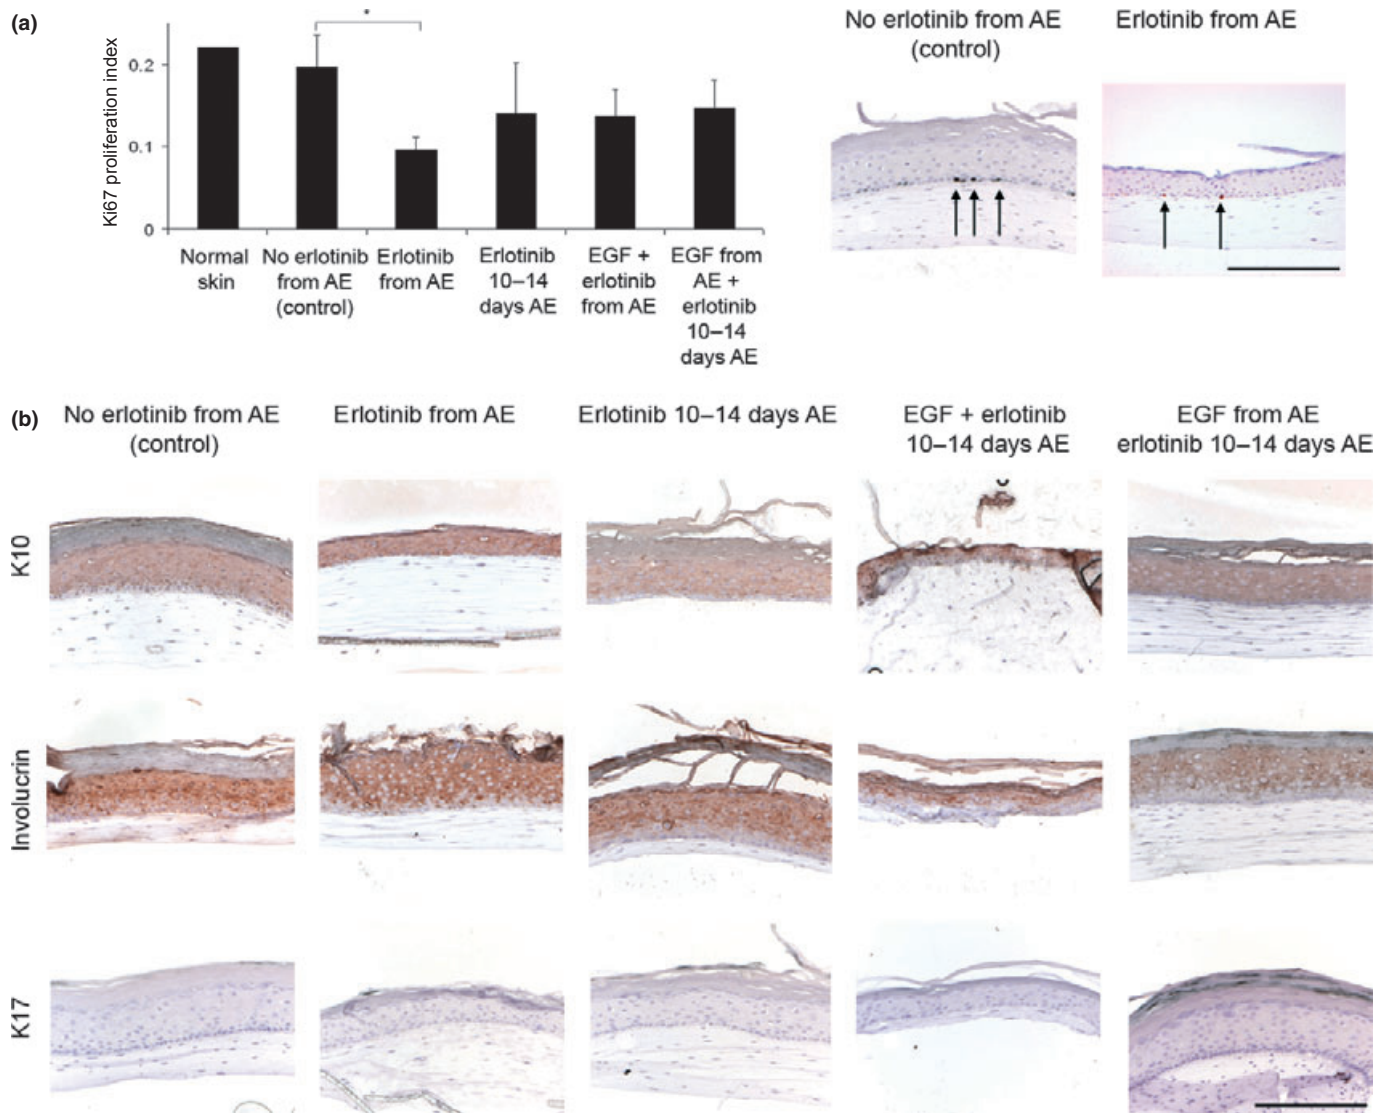 (a)
*
Ki67 proliferation index
0.2
0.1
0
Normal
skin
No erlotinib
from AE
(control)
Erlotinib
from AE
Erlotinib
10–14
days AE
EGF +
erlotinib
from AE
EGF from
AE +
erlotinib
10–14
days AE
No erlotinib from AE
(control)
Erlotinib from AE
(b)
No erlotinib from AE
(control)
Erlotinib from AE
Erlotinib 10–14 days AE
EGF + erlotinib
10–14 days AE
EGF from AE
erlotinib 10–14 days AE
K10
Involucrin
K17